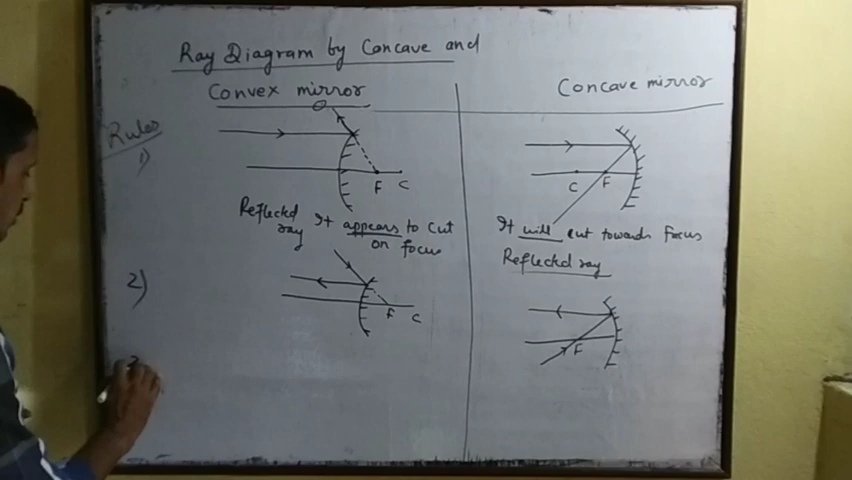 Ray Diagram by Concave and
Convex mirror
Concave mirror
Rules
1)
F C
C F
Reflected ray
It appears to cut on focus
It will cut towards focus
Reflected ray
2)
F C
F
3